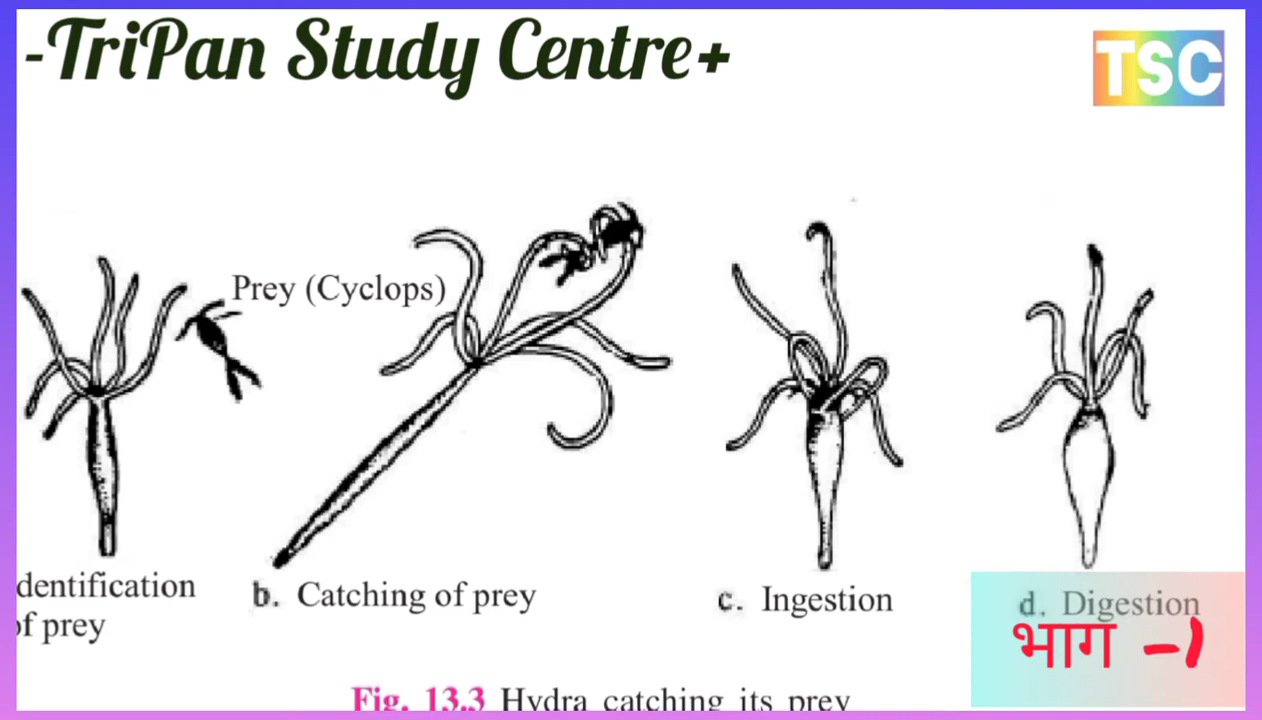 -TriPan Study Centre+
TSC
Prey (Cyclops)
dentification
of prey
b. Catching of prey
c. Ingestion
d. Digestion
भाग -1
Fig. 13.3 Hydra catching its prey